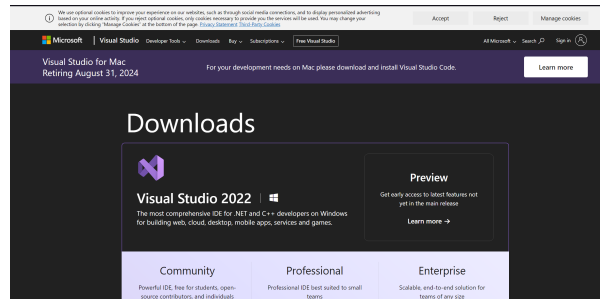 We use optional cookies to improve your experience on our websites, such as through social media connections, and to display personalized advertising
based on your online activity. If you reject optional cookies, only cookies necessary to provide you the services will be used. You may change your
selection by clicking "Manage Cookies" at the bottom of the page. Privacy Statement Third-Party Cookies
Accept
Reject
Manage cookies
Microsoft
Visual Studio
Developer Tools
Downloads
Buy
Subscriptions
Free Visual Studio
All Microsoft
Search
Sign in
Visual Studio for Mac
Retiring August 31, 2024
For your development needs on Mac please download and install Visual Studio Code.
Learn more
Downloads
Visual Studio 2022
The most comprehensive IDE for .NET
and C++ developers on Windows
for building web, cloud, desktop, mobile
apps, services and games.
Preview
Get early access to latest features not
yet in the main release
Learn more →
Community
Powerful IDE, free for students, open-
source contributors, and individuals
Professional
Professional IDE best suited to small
teams
Enterprise
Scalable, end-to-end solution for
teams of any size